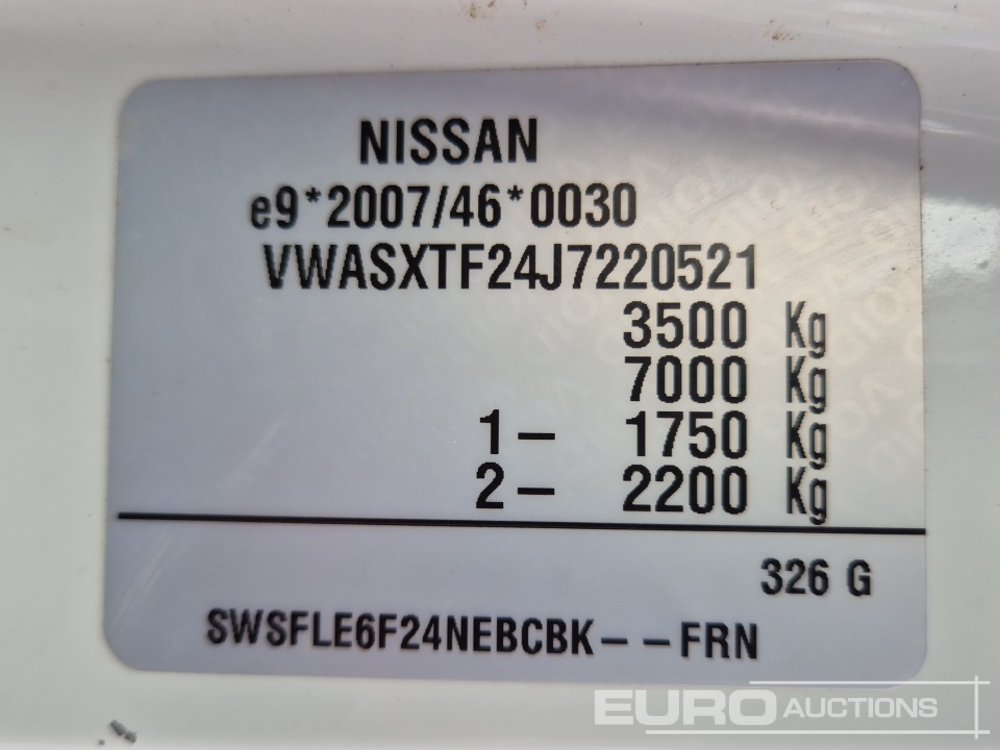 NISSAN
e9*2007/46*0030
VWASXTF24J7220521
3500 Kg
7000 Kg
1– 1750 Kg
2– 2200 Kg
326 G
SWSFLE6F24NEBCBK––FRN
EURO AUCTIONS